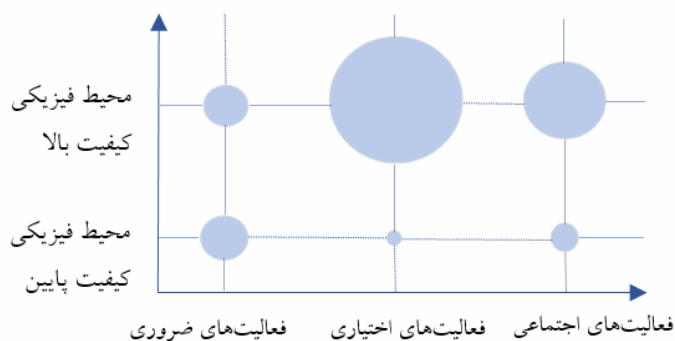 محیط فیزیکی
کیفیت بالا
محیط فیزیکی
کیفیت پایین
فعالیت‌های اجتماعی
فعالیت‌های اختیاری
فعالیت‌های ضروری